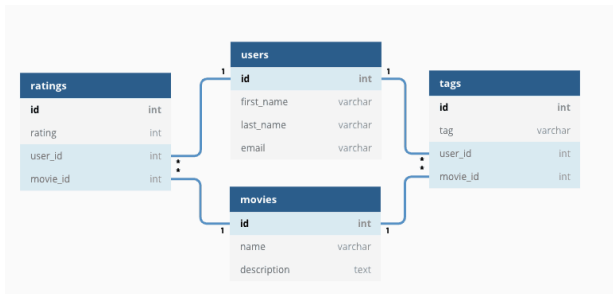 users
1 id int 1
first_name varchar
last_name varchar
email varchar
ratings
id int
rating int
user_id int *
movie_id int *
tags
id int
tag varchar
* user_id int
* movie_id int
movies
1 id int 1
name varchar
description text